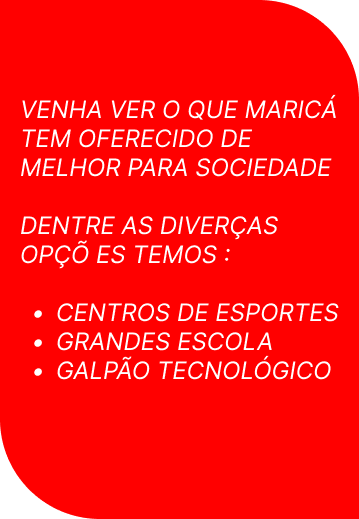 VENHA VER O QUE MARICÁ
TEM OFERECIDO DE
MELHOR PARA SOCIEDADE
DENTRE AS DIVERÇAS
OPÇÕ ES TEMOS :
• CENTROS DE ESPORTES
• GRANDES ESCOLA
• GALPÃO TECNOLÓGICO